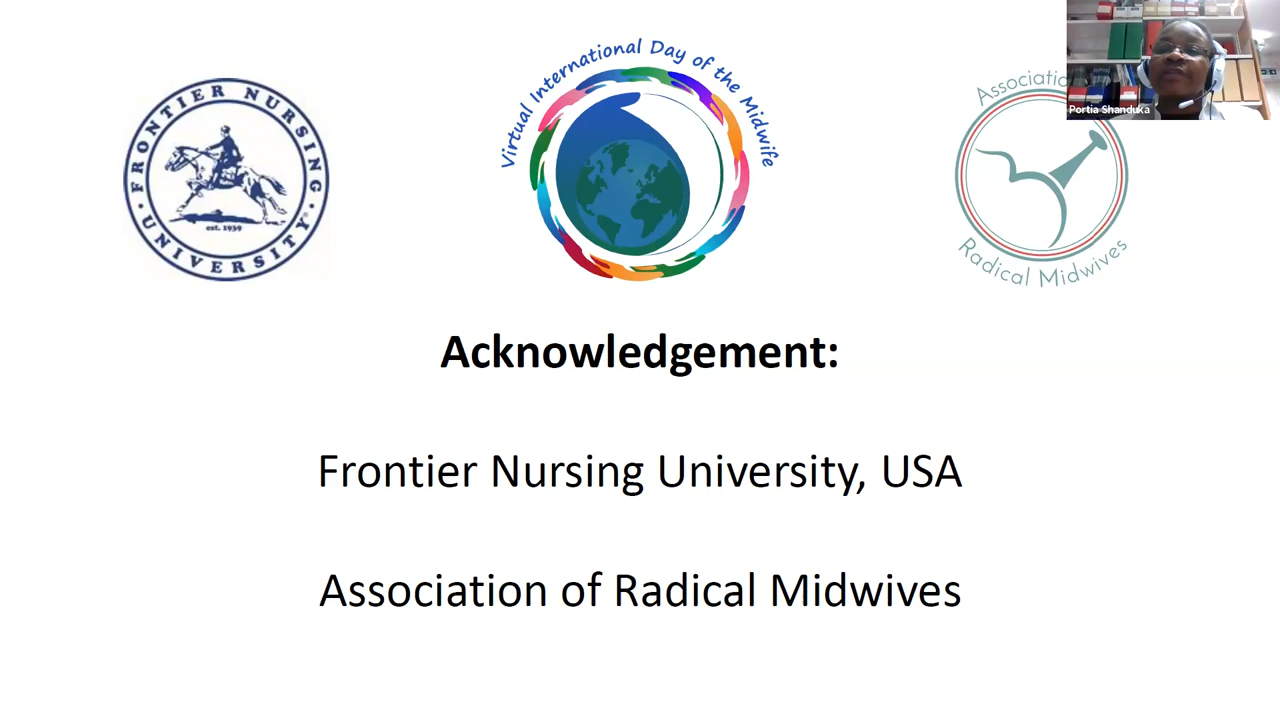 FRONTIER NURSING
· UNIVERSITY ·
est. 1939
Virtual International Day of the Midwife
Association
Radical Midwives
Portia Shanduka
Acknowledgement:
Frontier Nursing University, USA
Association of Radical Midwives